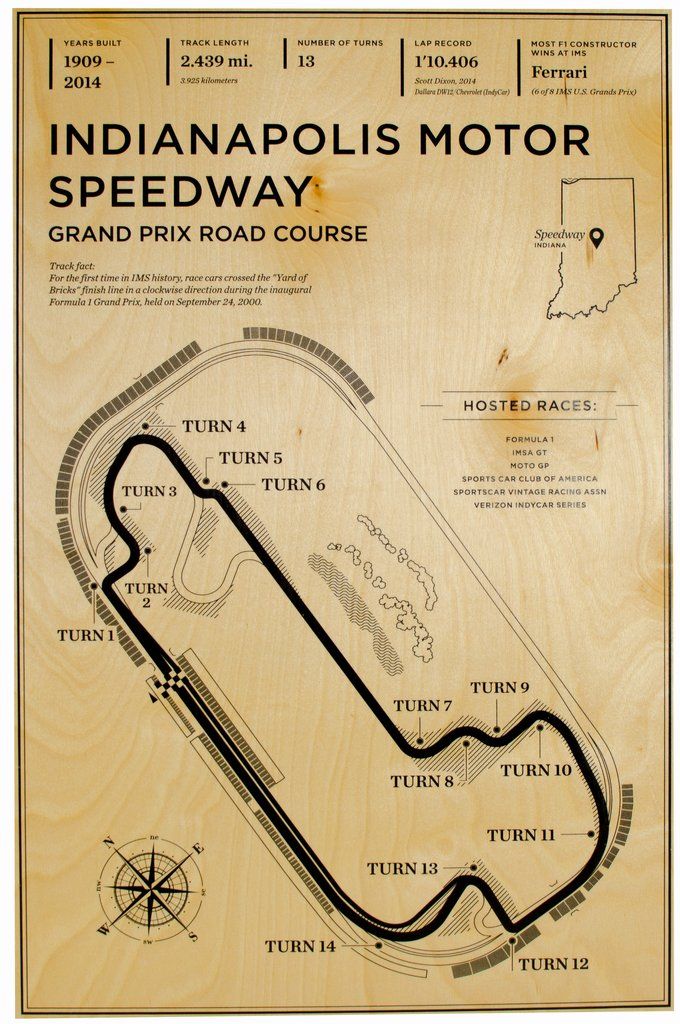 YEARS BUILT
1909 –
2014
TRACK LENGTH
2.439 mi.
3.925 kilometers
NUMBER OF TURNS
13
LAP RECORD
1'10.406
Scott Dixon, 2014
Dallara DW12/Chevrolet (IndyCar)
MOST F1 CONSTRUCTOR
WINS AT IMS
Ferrari
(6 of 8 IMS U.S. Grands Prix)
INDIANAPOLIS MOTOR
SPEEDWAY
GRAND PRIX ROAD COURSE
Speedway
INDIANA
Track fact:
For the first time in IMS history, race cars crossed the "Yard of
Bricks" finish line in a clockwise direction during the inaugural
Formula 1 Grand Prix, held on September 24, 2000.
HOSTED RACES:
FORMULA 1
IMSA GT
MOTO GP
SPORTS CAR CLUB OF AMERICA
SPORTSCAR VINTAGE RACING ASSN
VERIZON INDYCAR SERIES
TURN 4
TURN 5
TURN 6
TURN 3
TURN
2
TURN 1
TURN 9
TURN 7
TURN 8
TURN 10
TURN 11
TURN 13
TURN 14
TURN 12
N
ne
E
nw
se
W
sw
S